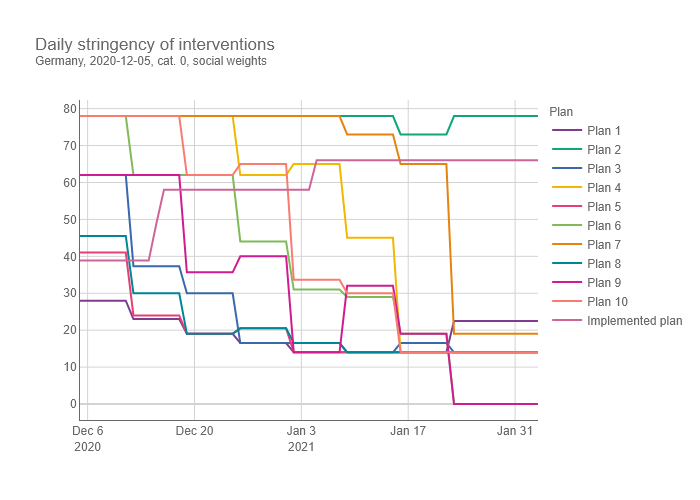 Daily stringency of interventions
Germany, 2020-12-05, cat. 0, social weights
Plan
80
70
60
50
40
30
20
10
0
Plan 1
Plan 2
Plan 3
Plan 4
Plan 5
Plan 6
Plan 7
Plan 8
Plan 9
Plan 10
Implemented plan
Dec 6 Dec 20 Jan 3 Jan 17 Jan 31
2020 2021